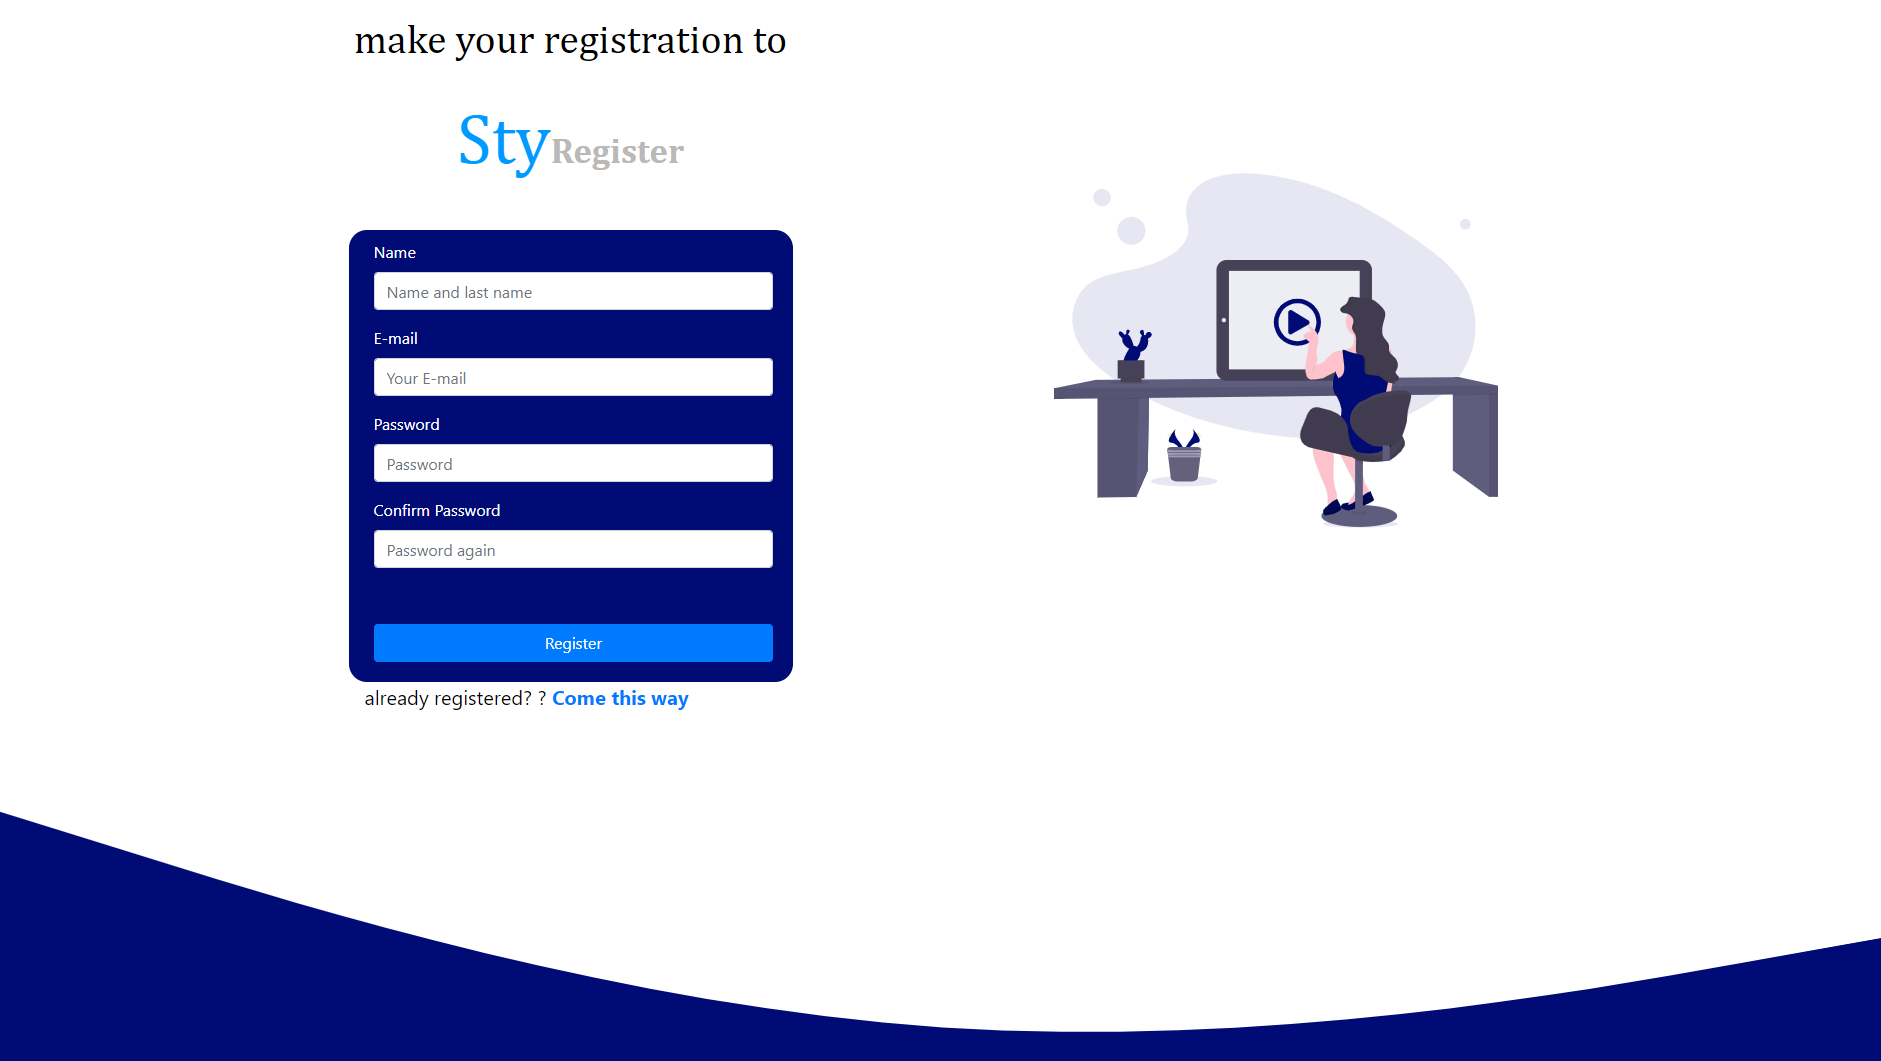 make your registration to
StyRegister
Name
Name and last name
E-mail
Your E-mail
Password
Password
Confirm Password
Password again
Register
already registered? ? Come this way